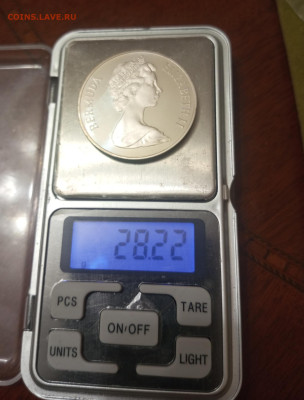 COINS.LAVE.RU
BERMUDA
ELIZABETH II
28.22
PCS
TARE
ON·OFF
UNITS
LIGHT